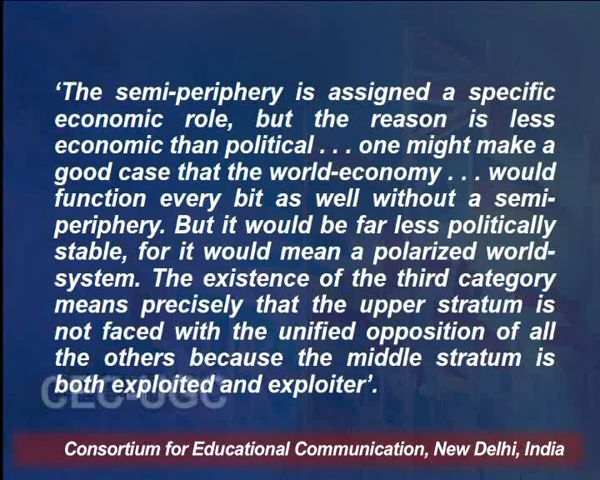 ‘The semi-periphery is assigned a specific
economic role, but the reason is less
economic than political . . . one might make a
good case that the world-economy . . . would
function every bit as well without a semi-
periphery. But it would be far less politically
stable, for it would mean a polarized world-
system. The existence of the third category
means precisely that the upper stratum is
not faced with the unified opposition of all
the others because the middle stratum is
both exploited and exploiter’.
CEC-UGC
Consortium for Educational Communication, New Delhi, India